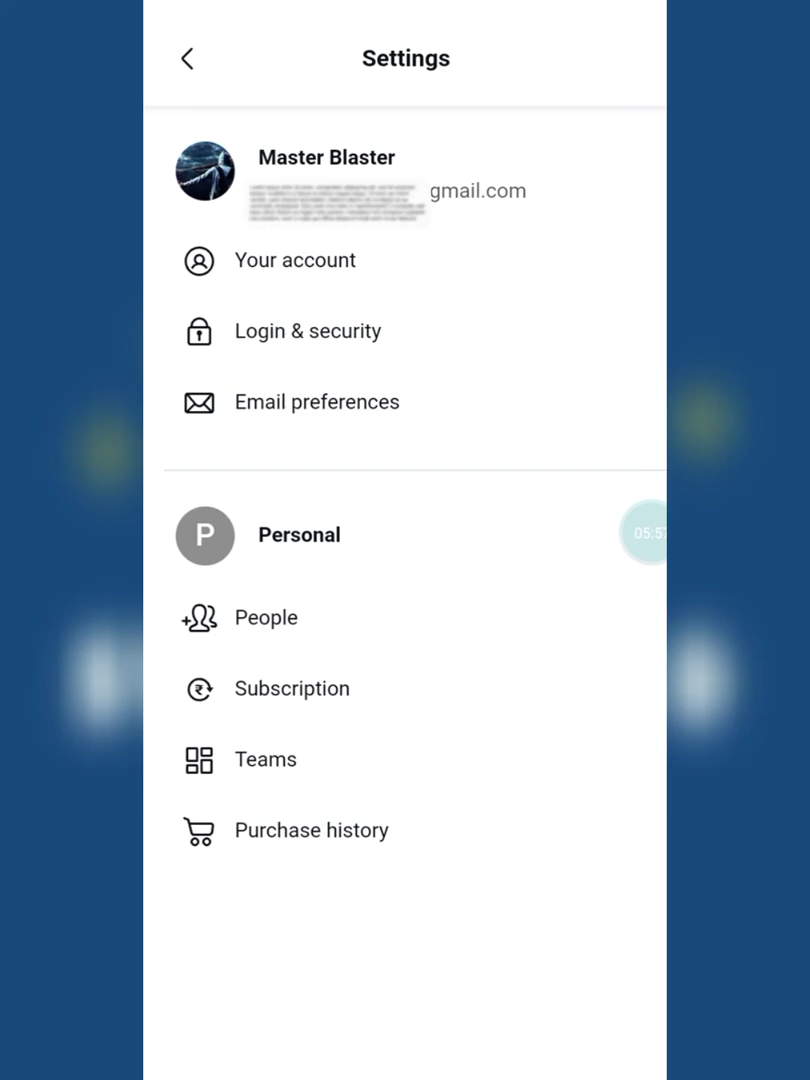 Settings
Master Blaster
gmail.com
Your account
Login & security
Email preferences
P
Personal
People
Subscription
Teams
Purchase history